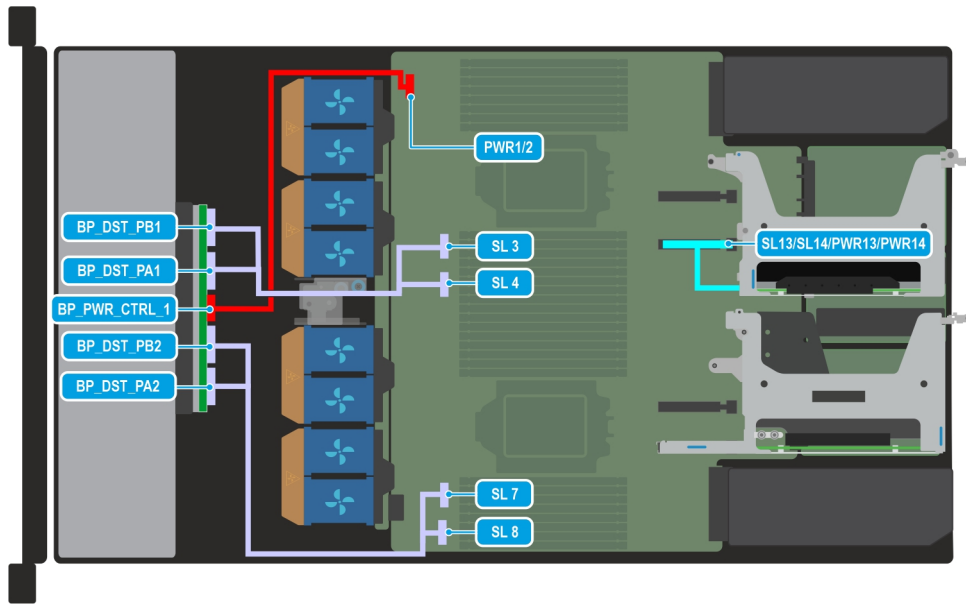 PWR1/2
BP_DST_PB1
BP_DST_PA1
BP_PWR_CTRL_1
BP_DST_PB2
BP_DST_PA2
SL 3
SL 4
SL13/SL14/PWR13/PWR14
SL 7
SL 8